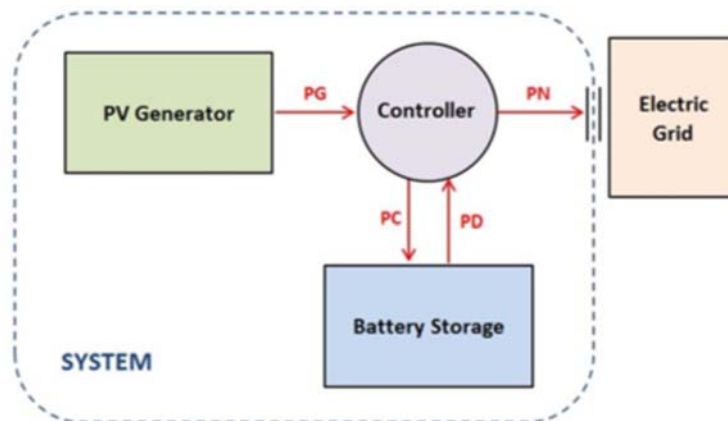 PV Generator
PG
Controller
PN
Electric
Grid
PC
PD
Battery Storage
SYSTEM